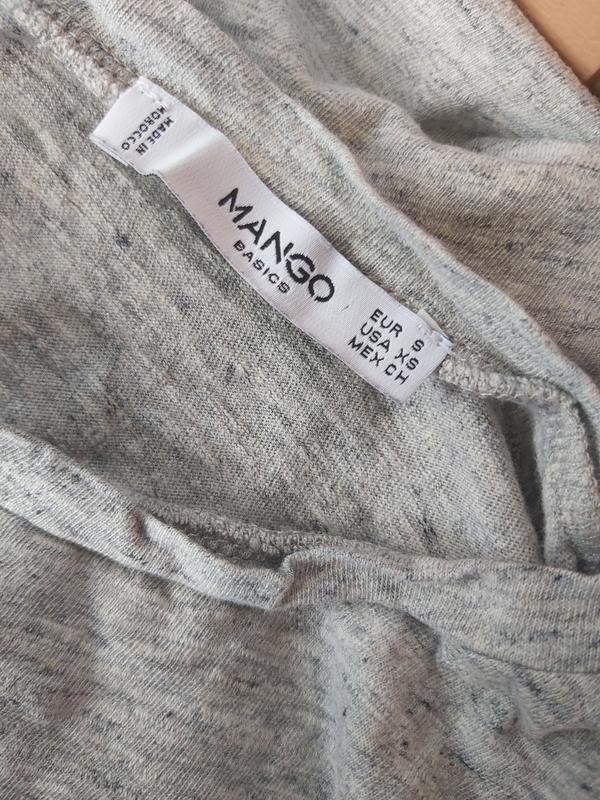 MADE IN
MOROCCO
MANGO
BASICS
EUR S
USA XS
MEX CH